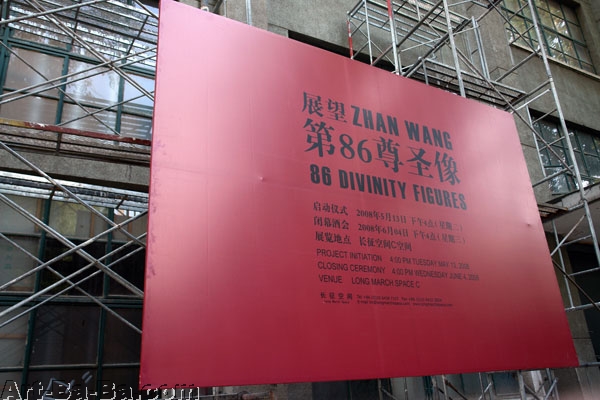 展望 ZHAN WANG
第86尊圣像
86 DIVINITY FIGURES
启动仪式 2008年5月13日 下午4点(星期二)
闭幕酒会 2008年6月04日 下午4点(星期三)
展览地点 长征空间C空间
PROJECT INITIATION 4:00 PM TUESDAY MAY 13, 2008
CLOSING CEREMONY 4:00 PM WEDNESDAY JUNE 4, 2008
VENUE LONG MARCH SPACE C
长征空间
Art-Ba-Ba.com